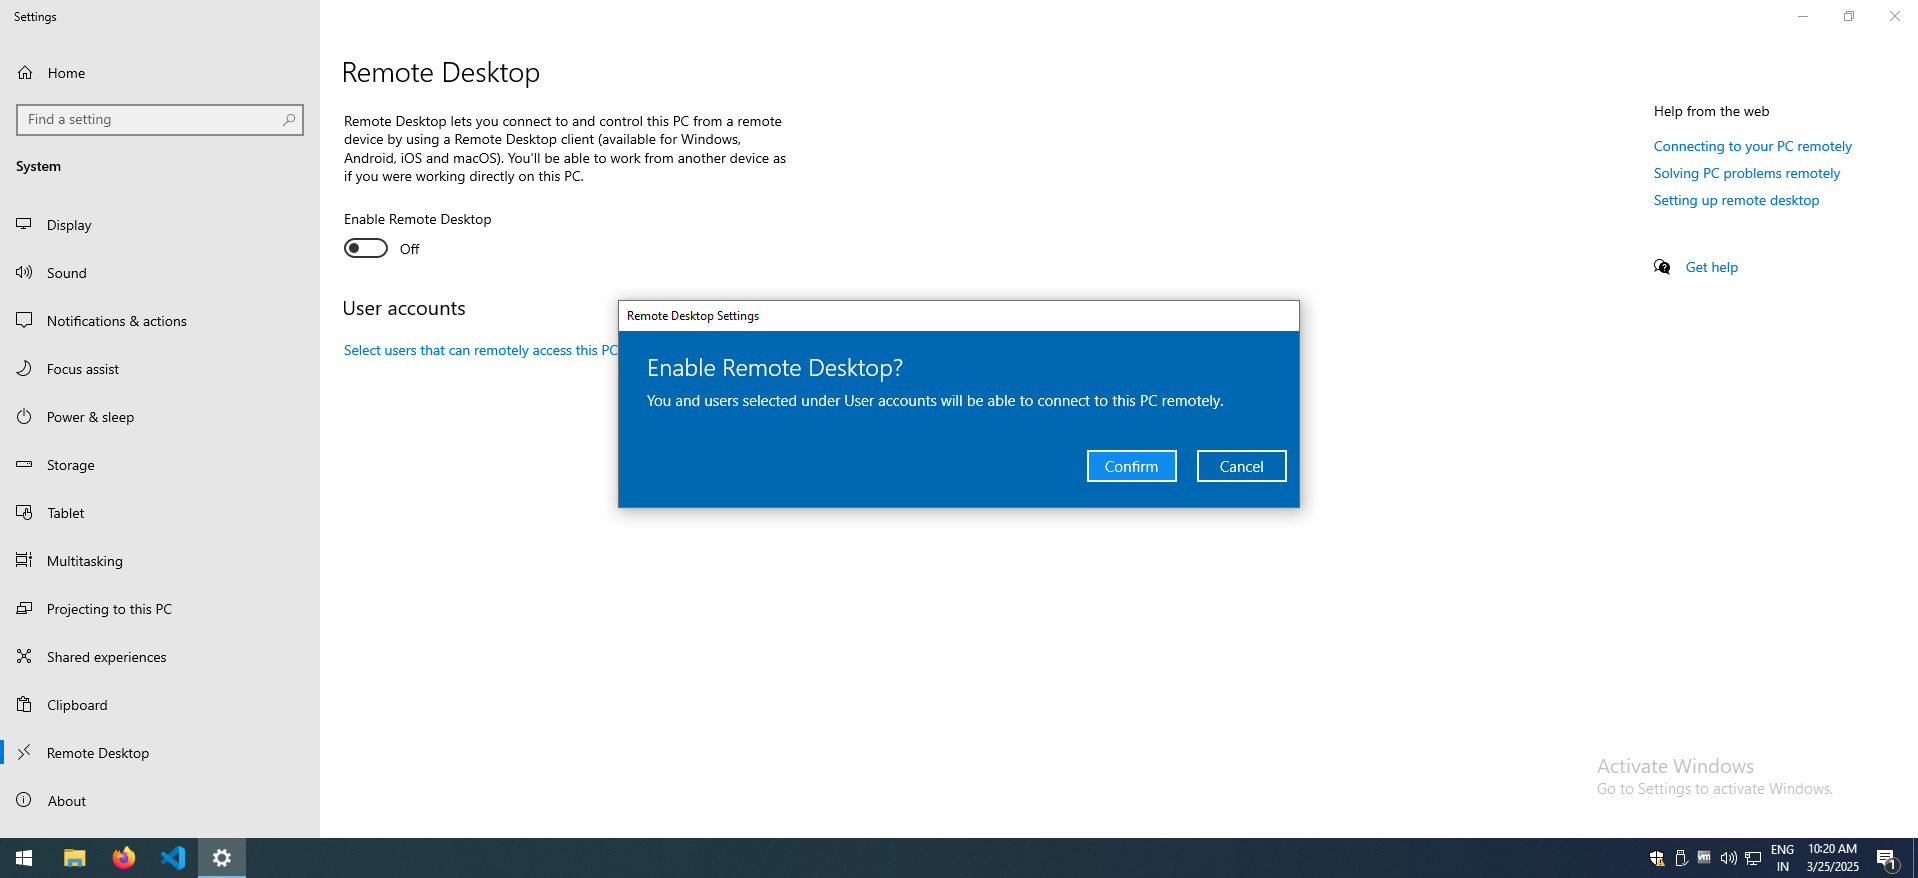 Settings
Home
Find a setting
System
Display
Sound
Notifications & actions
Focus assist
Power & sleep
Storage
Tablet
Multitasking
Projecting to this PC
Shared experiences
Clipboard
Remote Desktop
About
Remote Desktop
Remote Desktop lets you connect to and control this PC from a remote
device by using a Remote Desktop client (available for Windows,
Android, iOS and macOS). You'll be able to work from another device as
if you were working directly on this PC.
Enable Remote Desktop
Off
User accounts
Select users that can remotely access this PC
Remote Desktop Settings
Enable Remote Desktop?
You and users selected under User accounts will be able to connect to this PC remotely.
Confirm
Cancel
Help from the web
Connecting to your PC remotely
Solving PC problems remotely
Setting up remote desktop
Get help
Activate Windows
Go to Settings to activate Windows.
vm
ENG
IN
10:20 AM
3/25/2025
1